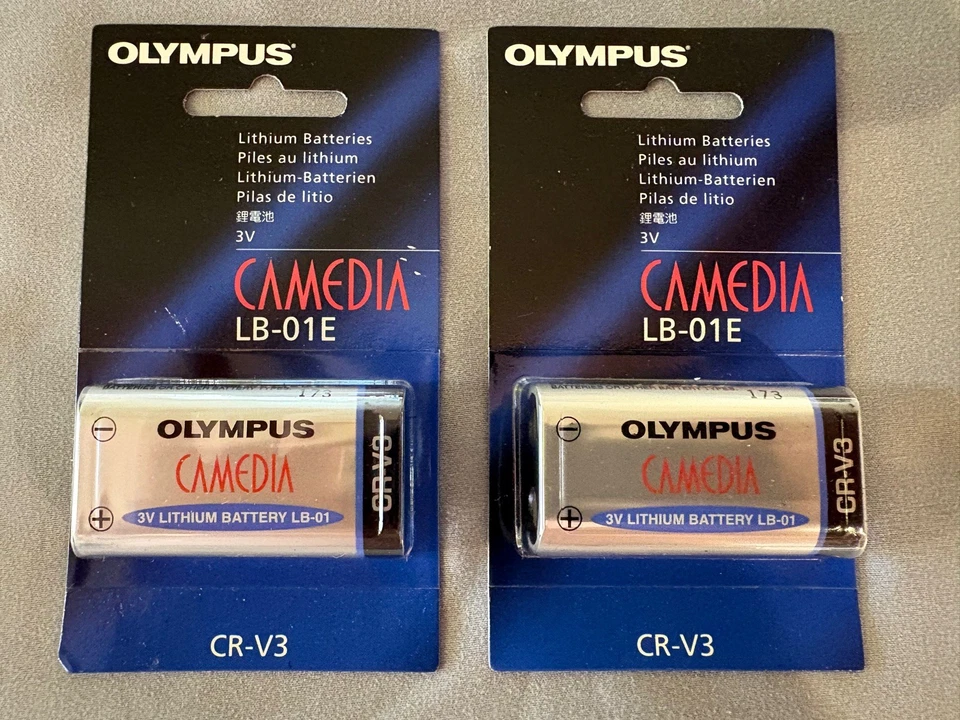 OLYMPUS
Lithium Batteries
Piles au lithium
Lithium-Batterien
Pilas de litio
鋰電池
3V
CAMEDIA
LB-01E
173
OLYMPUS
CAMEDIA
3V LITHIUM BATTERY LB-01
CR-V3
CR-V3
OLYMPUS
Lithium Batteries
Piles au lithium
Lithium-Batterien
Pilas de litio
鋰電池
3V
CAMEDIA
LB-01E
173
OLYMPUS
CAMEDIA
3V LITHIUM BATTERY LB-01
CR-V3
CR-V3